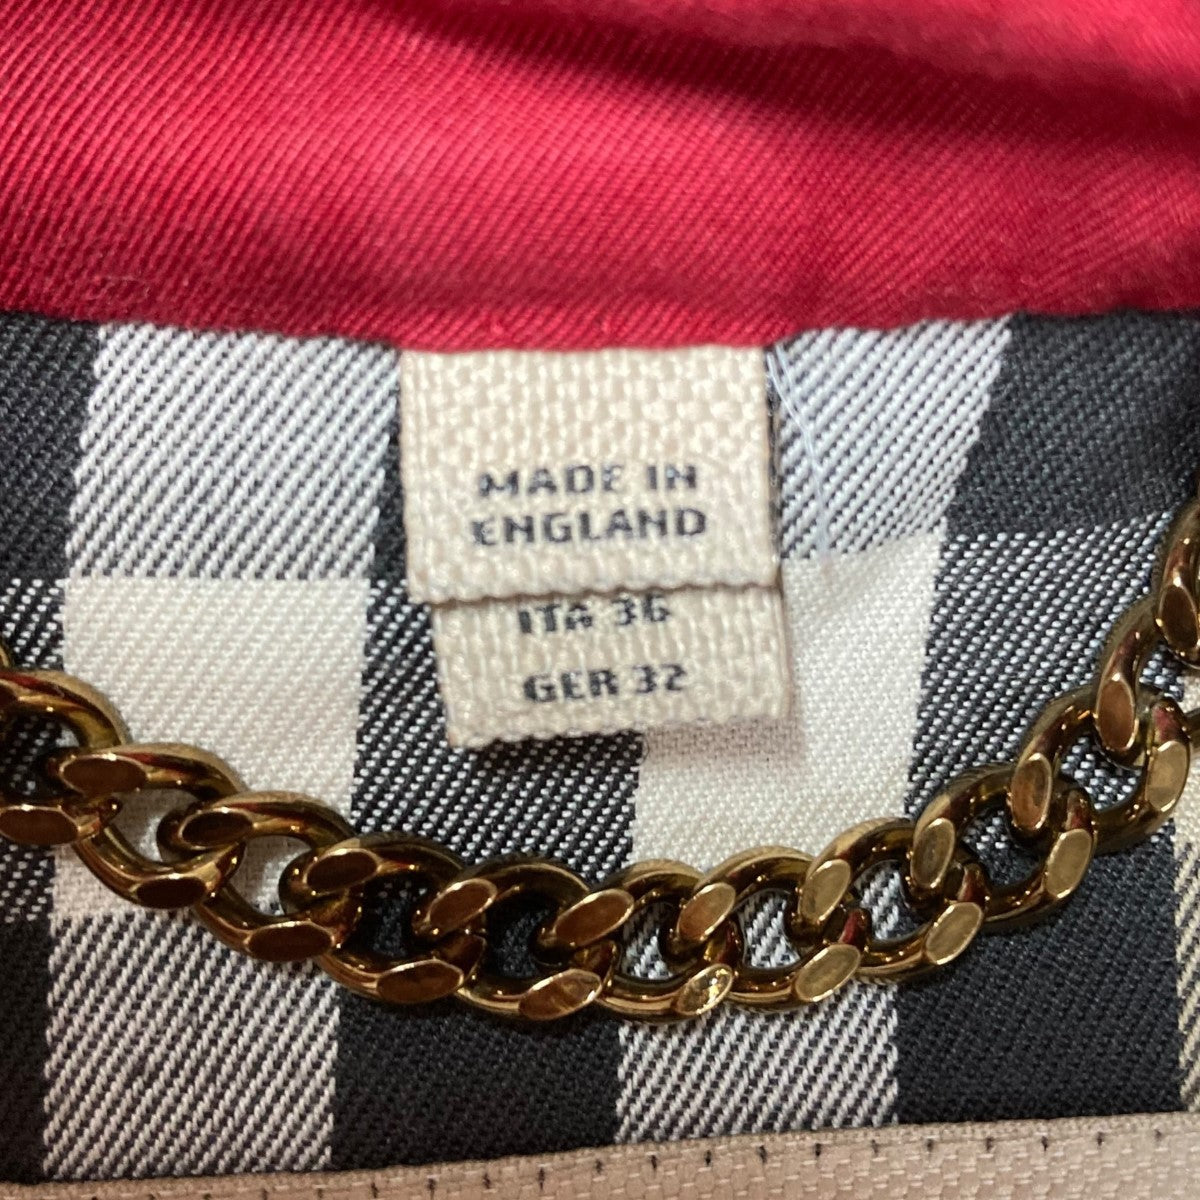 MADE IN
ENGLAND
ITA 36
GER 32